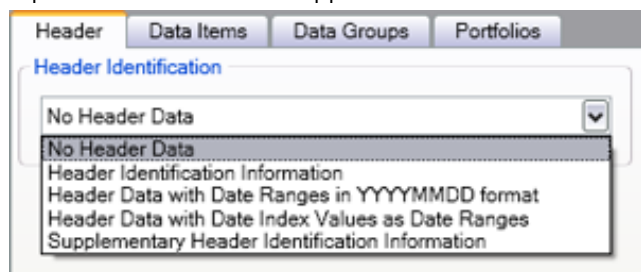 Header Data Items Data Groups Portfolios
Header Identification
No Header Data
No Header Data
Header Identification Information
Header Data with Date Ranges in YYYYMMDD format
Header Data with Date Index Values as Date Ranges
Supplementary Header Identification Information